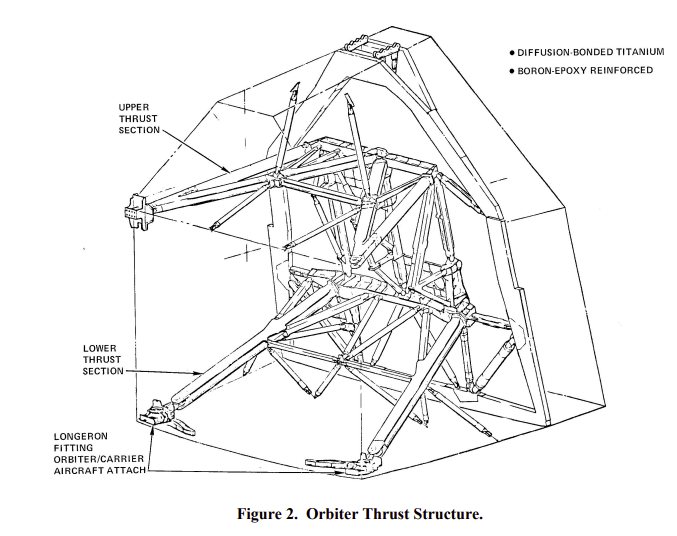 • DIFFUSION-BONDED TITANIUM
• BORON-EPOXY REINFORCED
UPPER
THRUST
SECTION
LOWER
THRUST
SECTION
LONGERON
FITTING
ORBITER/CARRIER
AIRCRAFT ATTACH
Figure 2. Orbiter Thrust Structure.